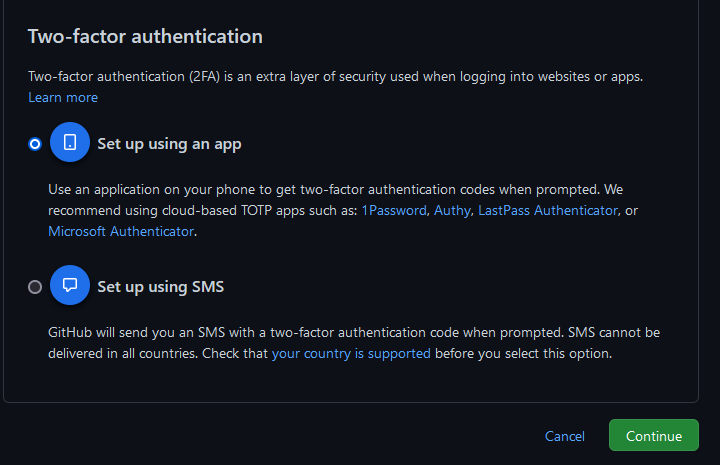 Two-factor authentication
Two-factor authentication (2FA) is an extra layer of security used when logging into websites or apps.
Learn more
Set up using an app
Use an application on your phone to get two-factor authentication codes when prompted. We
recommend using cloud-based TOTP apps such as: 1Password, Authy, LastPass Authenticator, or
Microsoft Authenticator.
Set up using SMS
GitHub will send you an SMS with a two-factor authentication code when prompted. SMS cannot be
delivered in all countries. Check that your country is supported before you select this option.
Cancel Continue